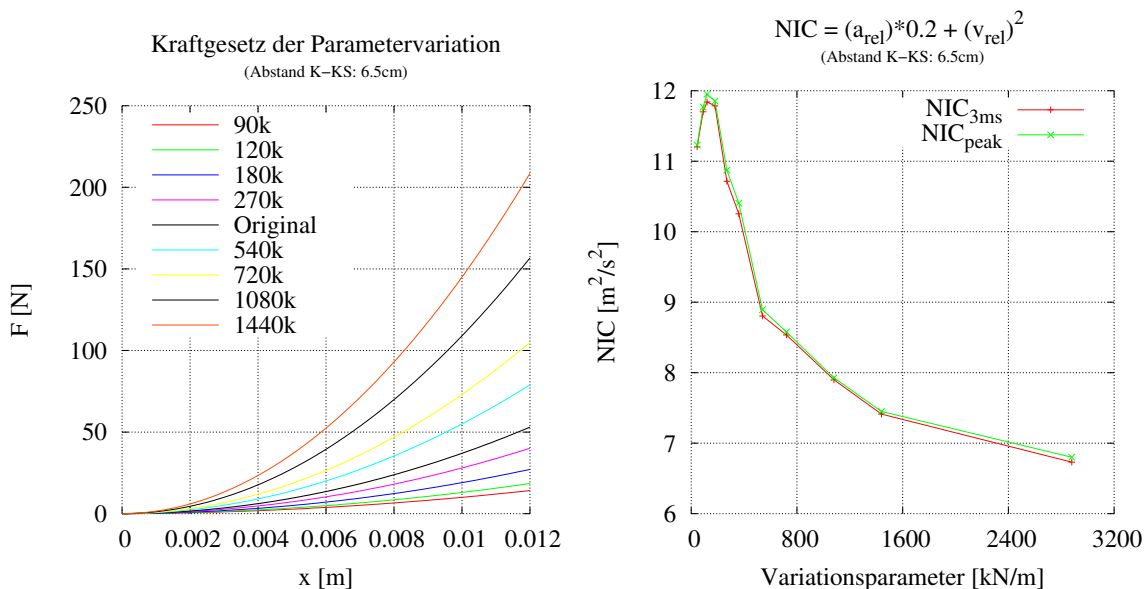 Kraftgesetz der Parametervariation
(Abstand K−KS: 6.5cm)
250
200
150
100
50
0
F [N]
90k
120k
180k
270k
Original
540k
720k
1080k
1440k
0 0.002 0.004 0.006 0.008 0.01 0.012
x [m]
NIC = (a_rel)*0.2 + (v_rel)^2
(Abstand K−KS: 6.5cm)
12
11
10
9
8
7
6
NIC [m^2/s^2]
NIC_3ms
NIC_peak
0 800 1600 2400 3200
Variationsparameter [kN/m]